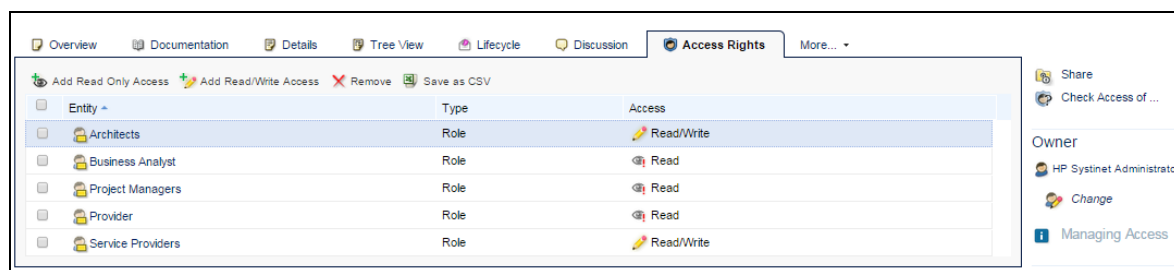 Overview Documentation Details Tree View Lifecycle Discussion Access Rights More...
Add Read Only Access Add Read/Write Access Remove Save as CSV
Entity Type Access
Architects Role Read/Write
Business Analyst Role Read
Project Managers Role Read
Provider Role Read
Service Providers Role Read/Write
Share
Check Access of ...
Owner
HP Systinet Administrato
Change
Managing Access